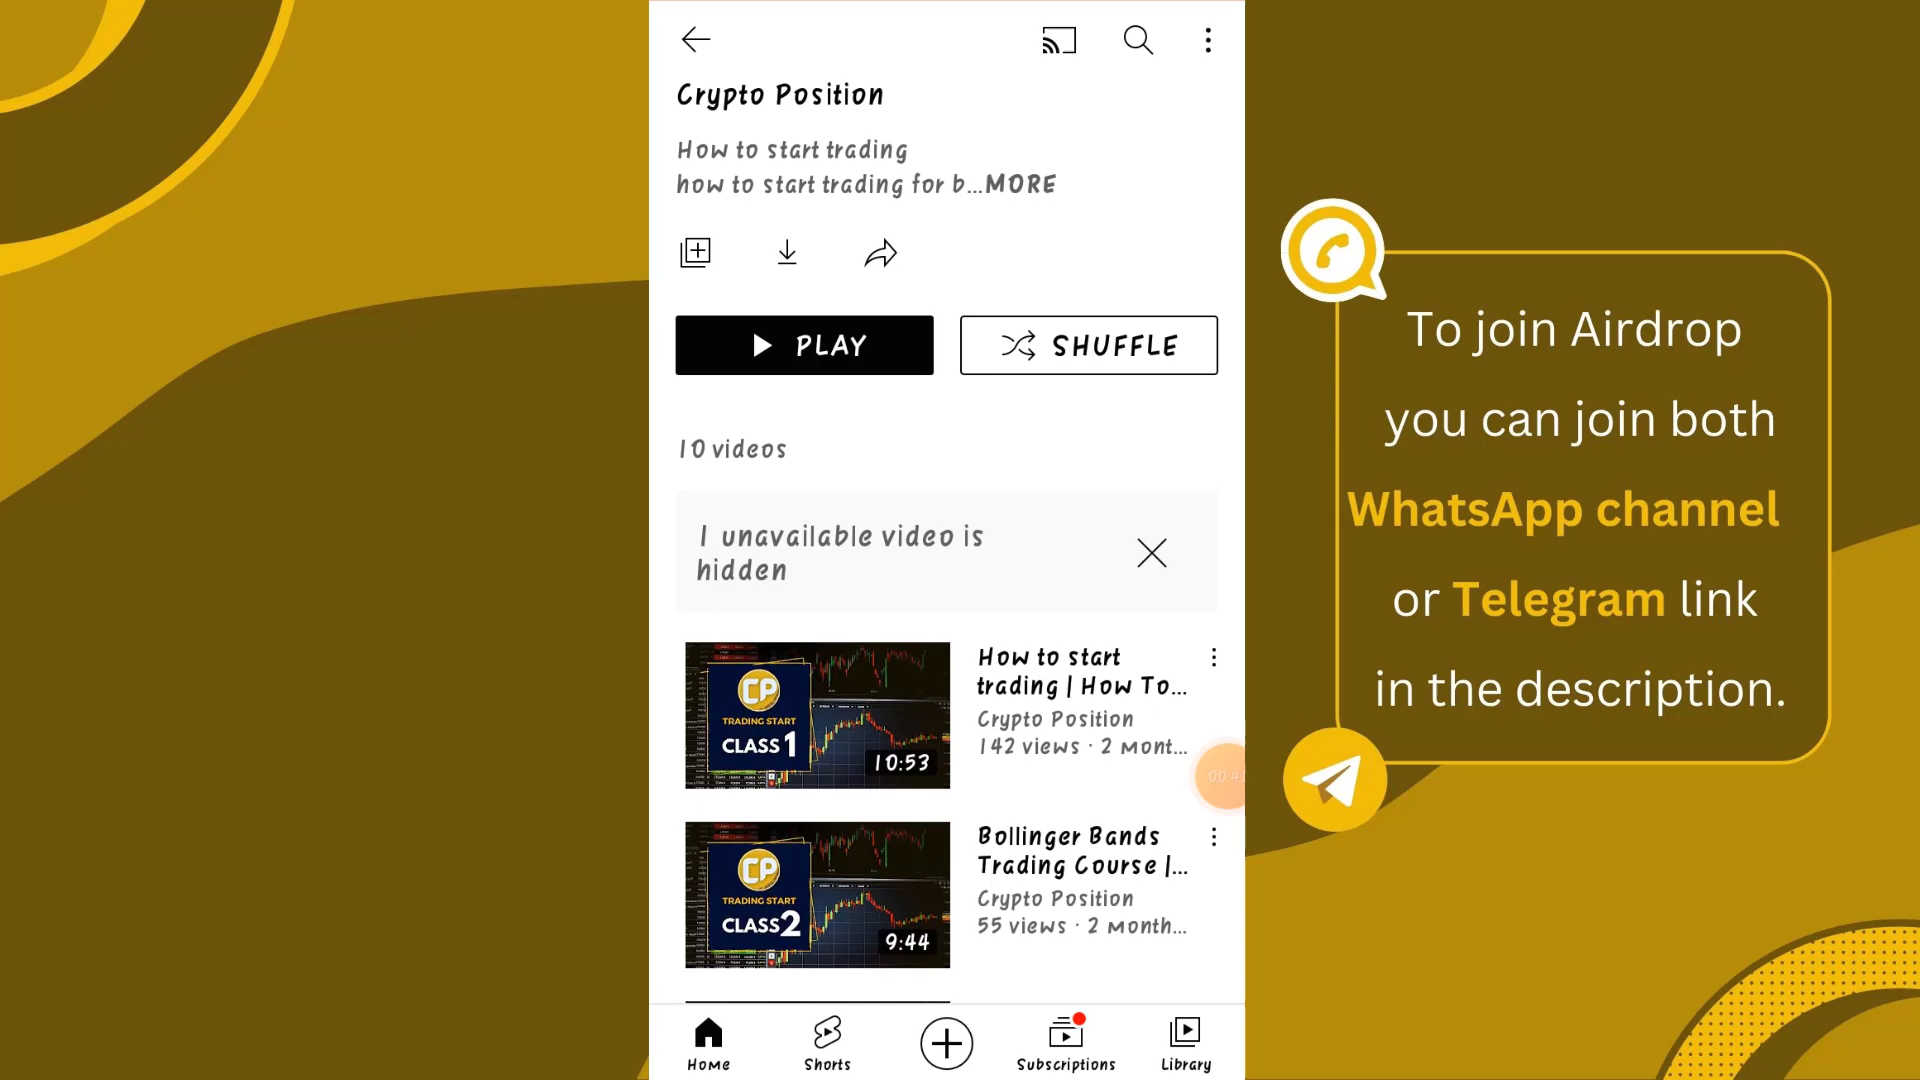 Crypto Position
How to start trading
how to start trading for b...MORE
PLAY
SHUFFLE
10 videos
1 unavailable video is
hidden
CP
TRADING START
CLASS 1
10:53
How to start
trading | How To...
Crypto Position
142 views · 2 mont...
CP
TRADING START
CLASS 2
9:44
Bollinger Bands
Trading Course |...
Crypto Position
55 views · 2 month...
Home
Shorts
Subscriptions
Library
To join Airdrop
you can join both
WhatsApp channel
or Telegram link
in the description.